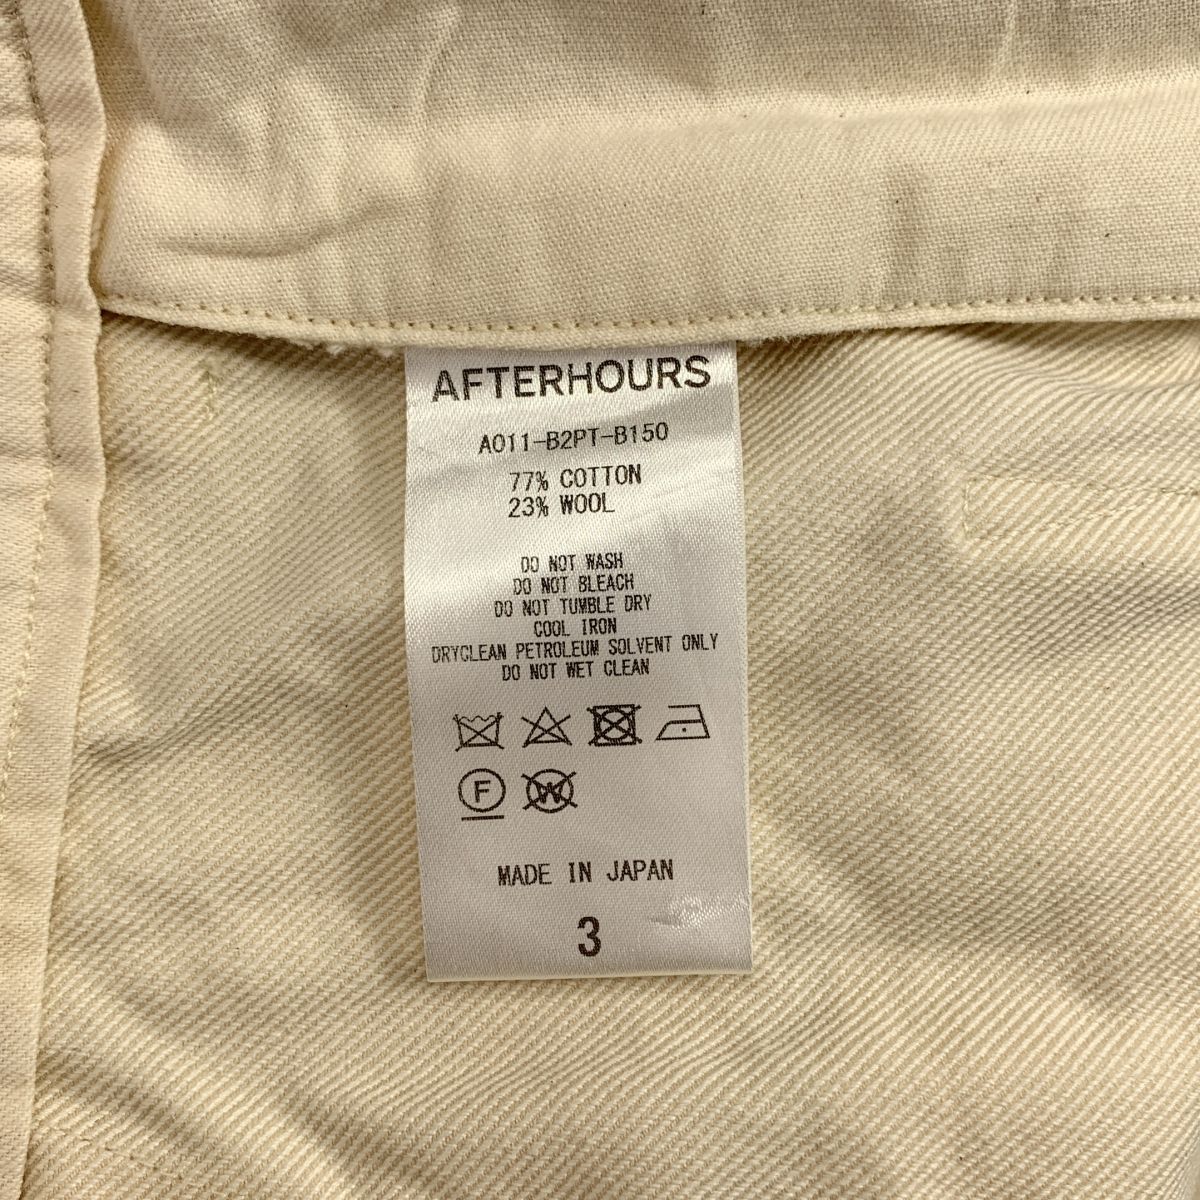 AFTERHOURS
A011-B2PT-B150
77% COTTON
23% WOOL
DO NOT WASH
DO NOT BLEACH
DO NOT TUMBLE DRY
COOL IRON
DRYCLEAN PETROLEUM SOLVENT ONLY
DO NOT WET CLEAN
F W
MADE IN JAPAN
3